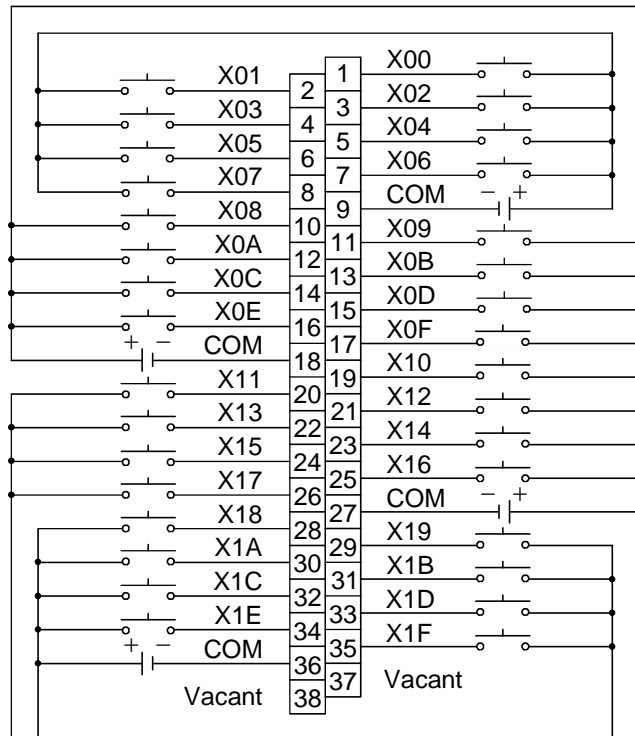 X00
X01 1
2 X02
X03 3
4 X04
X05 5
6 X06
X07 7
8 COM − +
X08 9
10 X09
X0A 11
12 X0B
X0C 13
14 X0D
X0E 15
16 X0F
+ − COM 17
18 X10
X11 19
20 X12
X13 21
22 X14
X15 23
24 X16
X17 25
26 COM − +
X18 27
28 X19
X1A 29
30 X1B
X1C 31
32 X1D
X1E 33
34 X1F
+ − COM 35
36 Vacant
Vacant 37
38